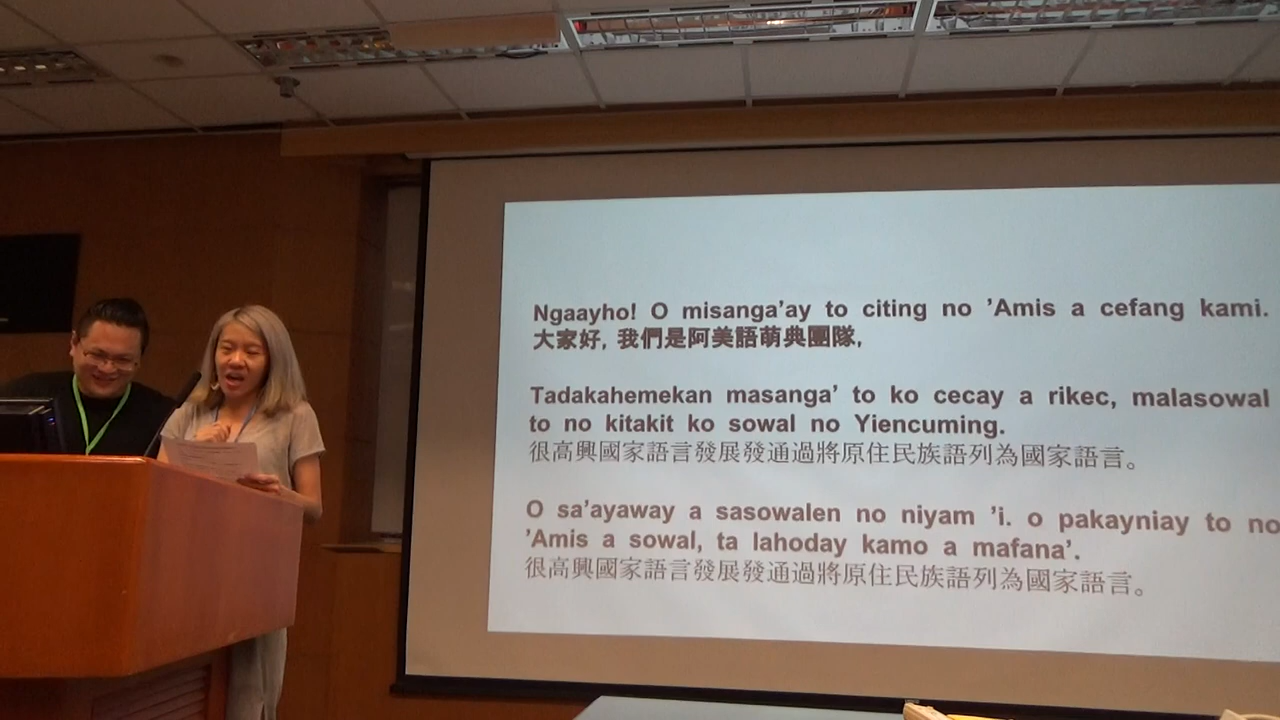 Ngaayho! O misanga’ay to citing no ’Amis a cefang kami.
大家好, 我們是阿美語萌典團隊,
Tadakahemekan masanga’ to ko cecay a rikec, malasowal
to no kitakit ko sowal no Yiencuming.
很高興國家語言發展發通過將原住民族語列為國家語言。
O sa’ayaway a sasowalen no niyam ’i. o pakayniay to no
’Amis a sowal, ta lahoday kamo a mafana’.
很高興國家語言發展發通過將原住民族語列為國家語言。